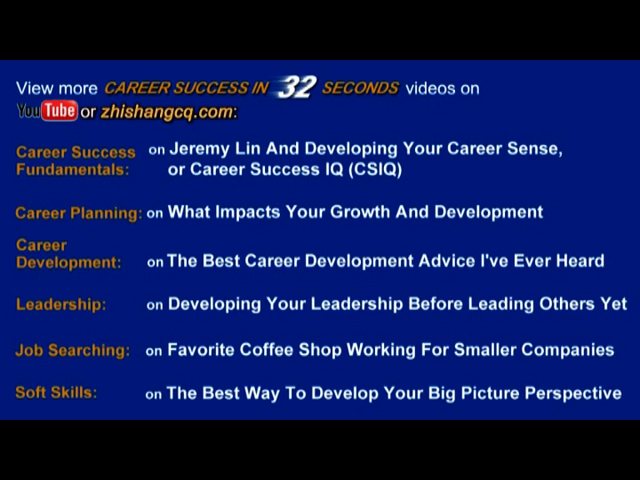 View more CAREER SUCCESS IN 32 SECONDS videos on
YouTube or zhishangcq.com:
Career Success Fundamentals: on Jeremy Lin And Developing Your Career Sense,
or Career Success IQ (CSIQ)
Career Planning: on What Impacts Your Growth And Development
Career
Development: on The Best Career Development Advice I've Ever Heard
Leadership: on Developing Your Leadership Before Leading Others Yet
Job Searching: on Favorite Coffee Shop Working For Smaller Companies
Soft Skills: on The Best Way To Develop Your Big Picture Perspective